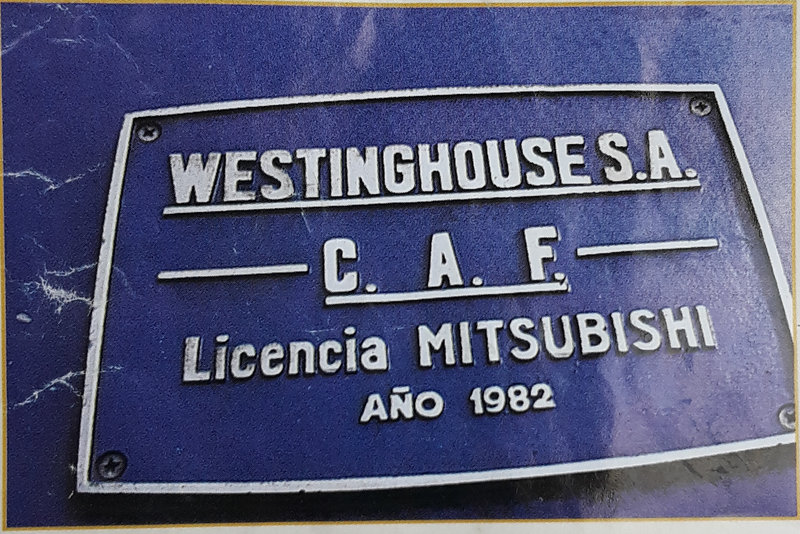 WESTINGHOUSE S.A.
C. A. F.
Licencia MITSUBISHI
AÑO 1982